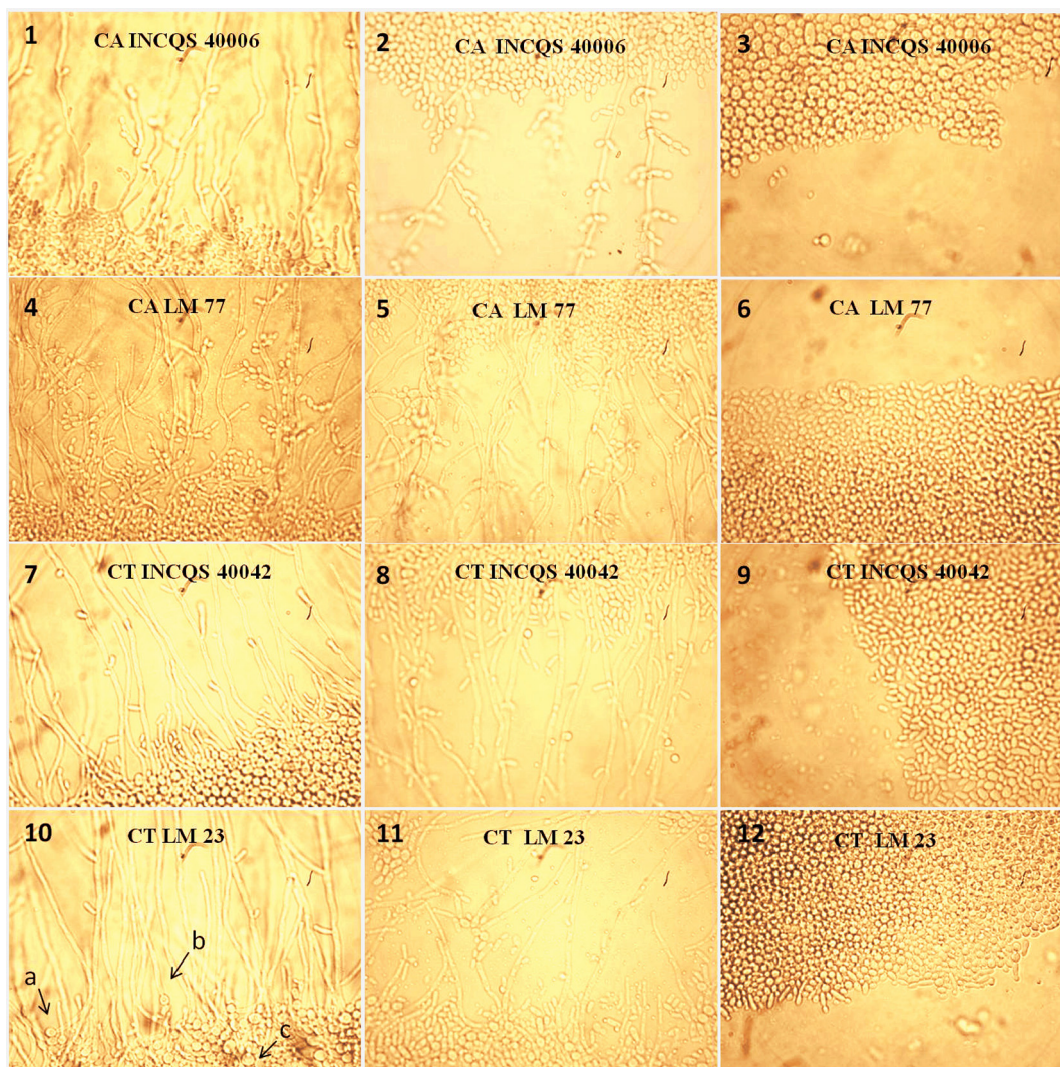 1 CA INCQS 40006
2 CA INCQS 40006
3 CA INCQS 40006
4 CA LM 77
5 CA LM 77
6 CA LM 77
7 CT INCQS 40042
8 CT INCQS 40042
9 CT INCQS 40042
10 CT LM 23
a
b
c
11 CT LM 23
12 CT LM 23